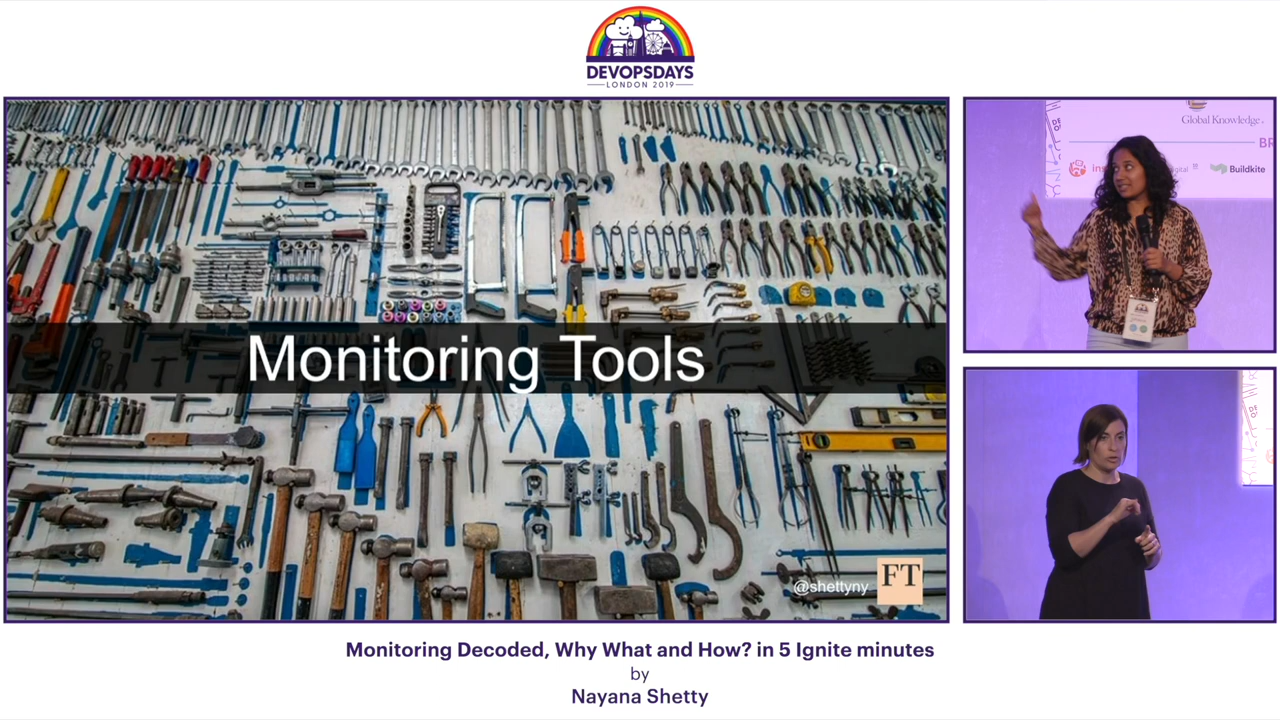 DEVOPSDAYS
LONDON 2019
Monitoring Tools
@shettyny
FT
Global Knowledge
BR
Buildkite
Monitoring Decoded, Why What and How? in 5 Ignite minutes
by
Nayana Shetty